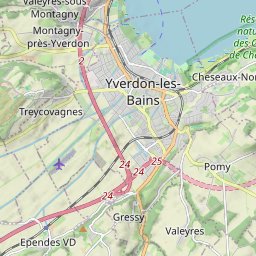 Valeyres-sous-
Montagny
Montagny-
près-Yverdon
2
Yverdon-les-
Bains
Cheseaux-Nor
Treycovagnes
24
25
24
24
Pomy
Gressy
Valeyres
Ependes VD